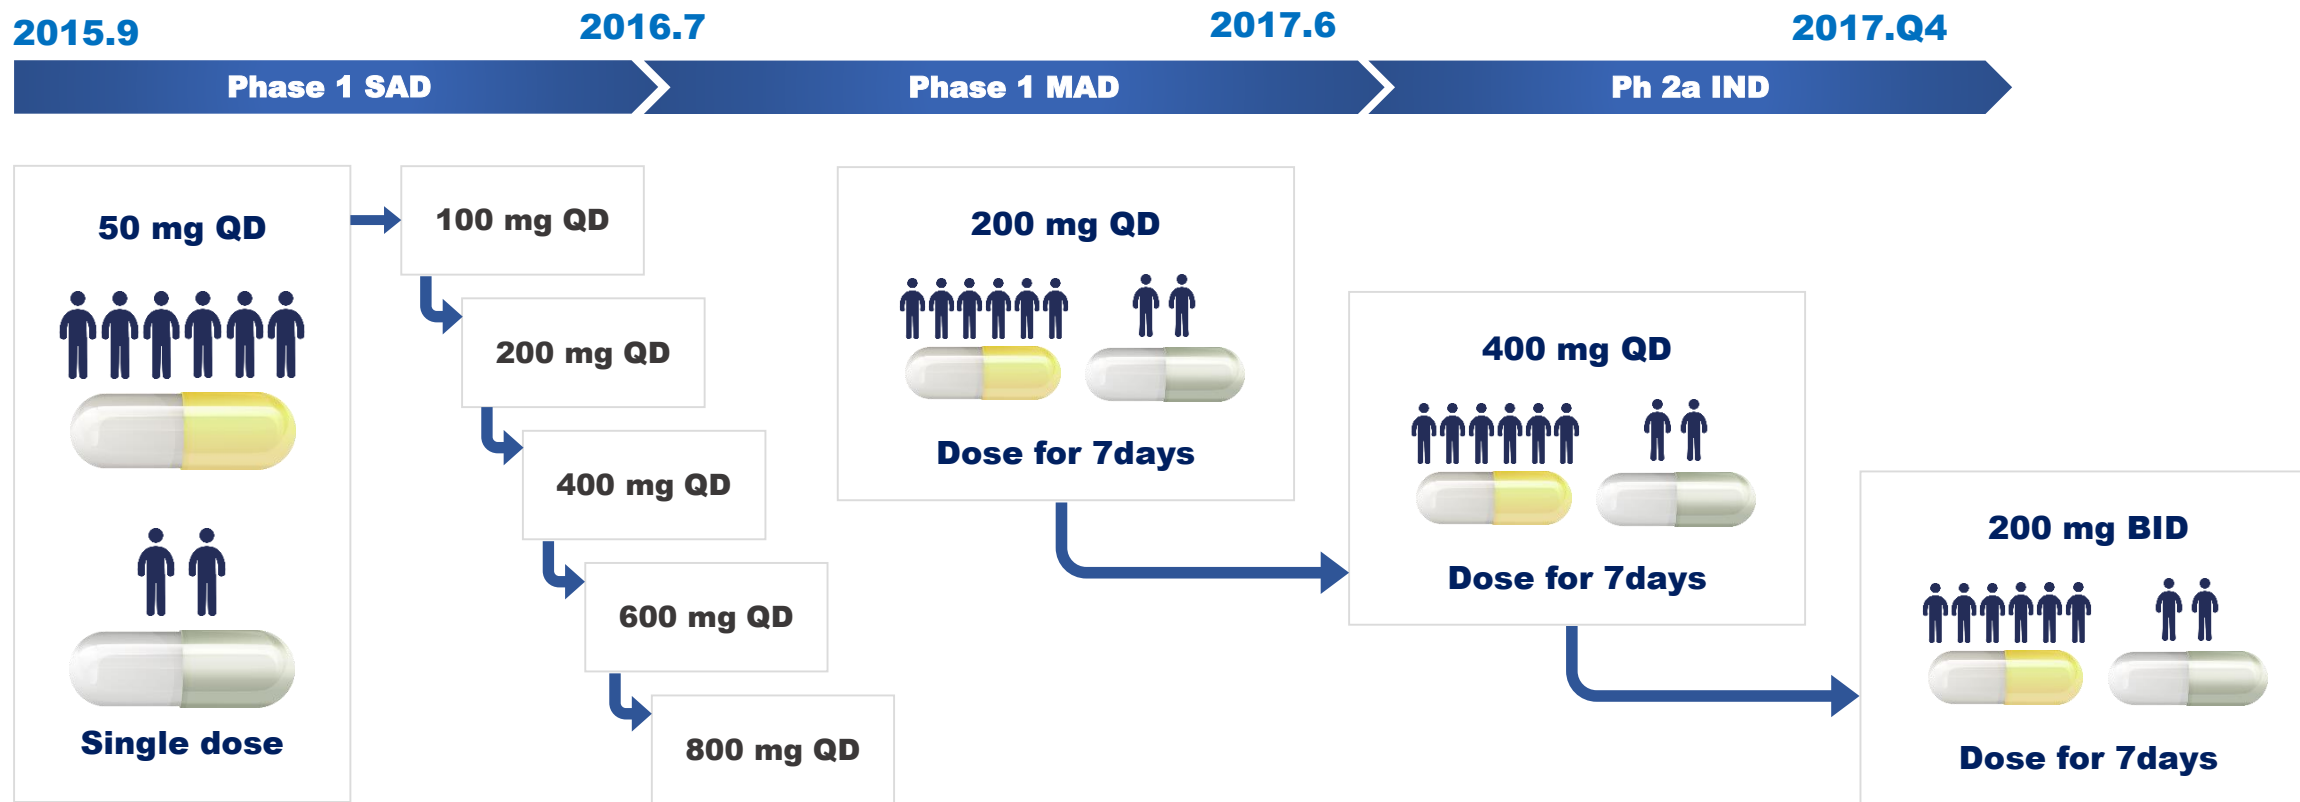 2015.9
2016.7
2017.6
2017.Q4
Phase 1 SAD
Phase 1 MAD
Ph 2a IND
50 mg QD
Single dose
100 mg QD
200 mg QD
400 mg QD
600 mg QD
800 mg QD
200 mg QD
Dose for 7days
400 mg QD
Dose for 7days
200 mg BID
Dose for 7days